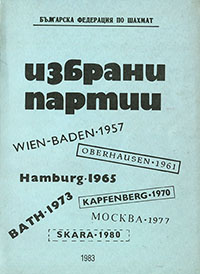 БЪЛГАРСКА ФЕДЕРАЦИЯ ПО ШАХМАТ
избрани
партии
WIEN-BADEN·1957
OBERHAUSEN·1961
Hamburg·1965
KAPFENBERG·1970
BATH·1973
МОСКВА·1977
SKARA·1980
1983